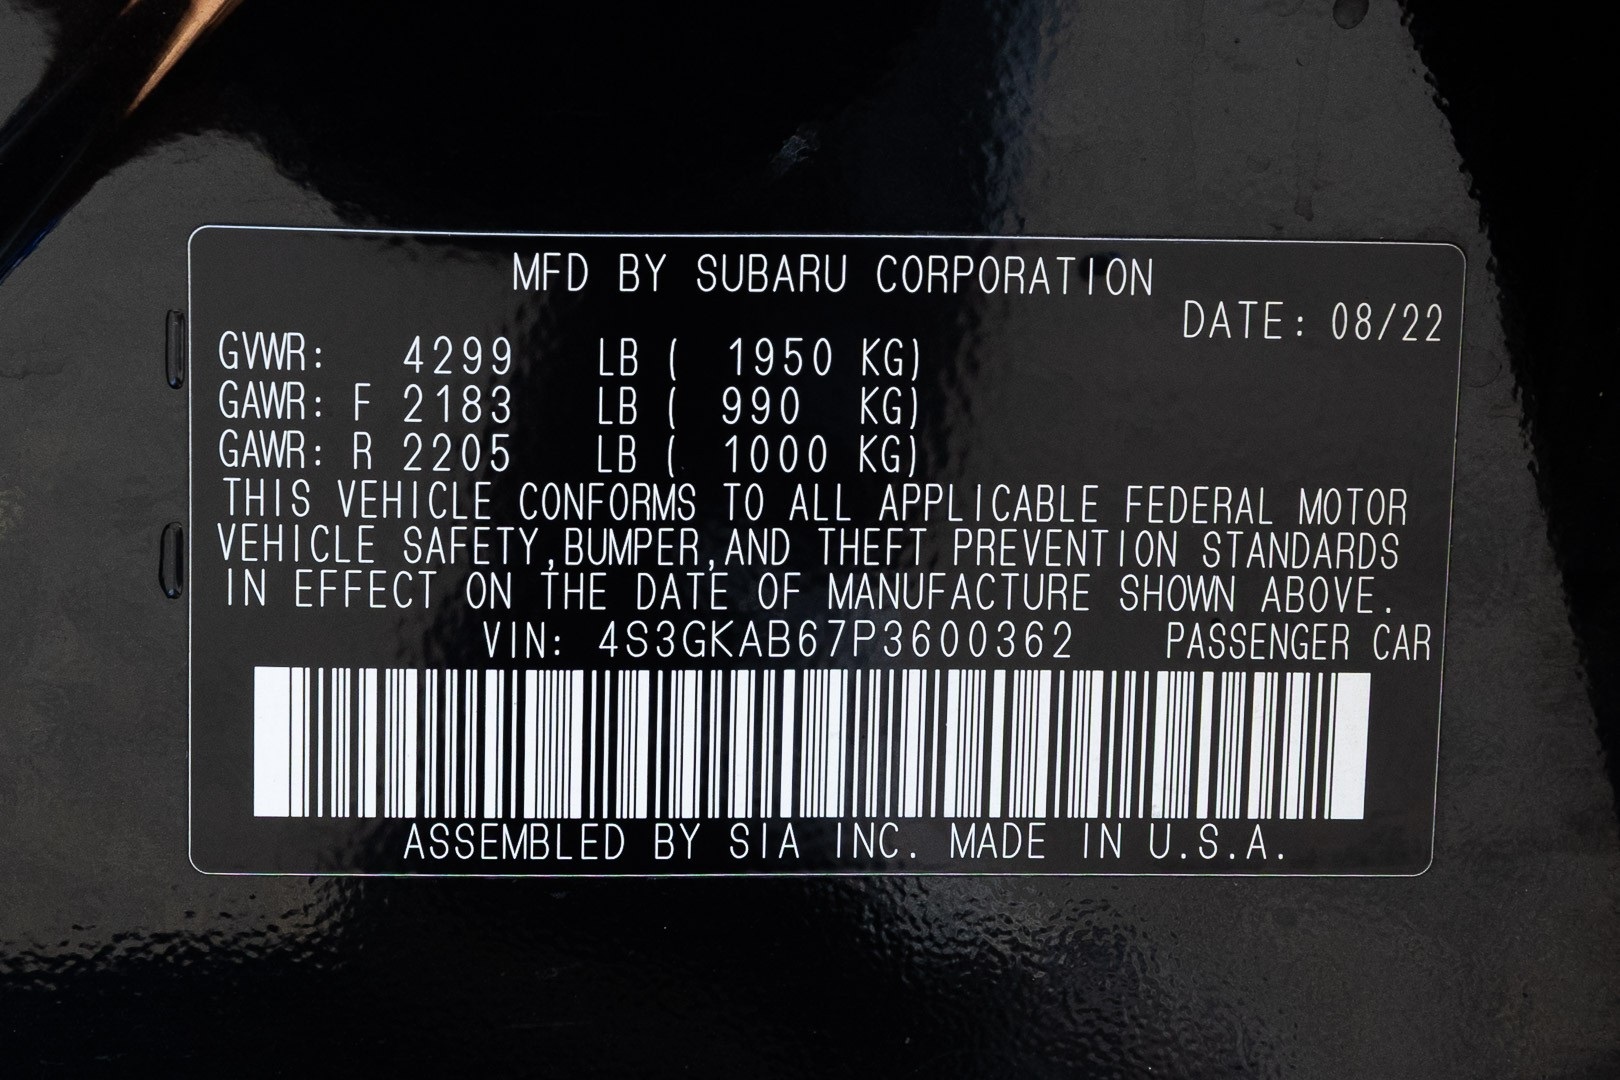 MFD BY SUBARU CORPORATION
DATE: 08/22
GVWR: 4299 LB ( 1950 KG)
GAWR: F 2183 LB ( 990 KG)
GAWR: R 2205 LB ( 1000 KG)
THIS VEHICLE CONFORMS TO ALL APPLICABLE FEDERAL MOTOR
VEHICLE SAFETY,BUMPER,AND THEFT PREVENTION STANDARDS
IN EFFECT ON THE DATE OF MANUFACTURE SHOWN ABOVE.
VIN: 4S3GKAB67P3600362 PASSENGER CAR
ASSEMBLED BY SIA INC. MADE IN U.S.A.